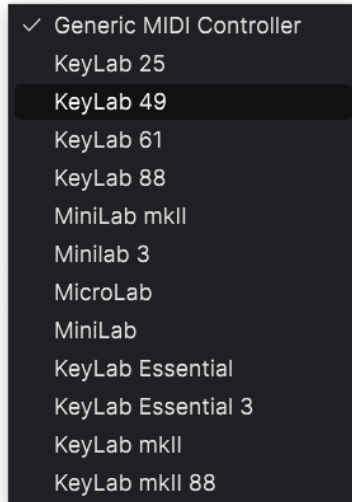 Generic MIDI Controller
KeyLab 25
KeyLab 49
KeyLab 61
KeyLab 88
MiniLab mkII
Minilab 3
MicroLab
MiniLab
KeyLab Essential
KeyLab Essential 3
KeyLab mkII
KeyLab mkII 88